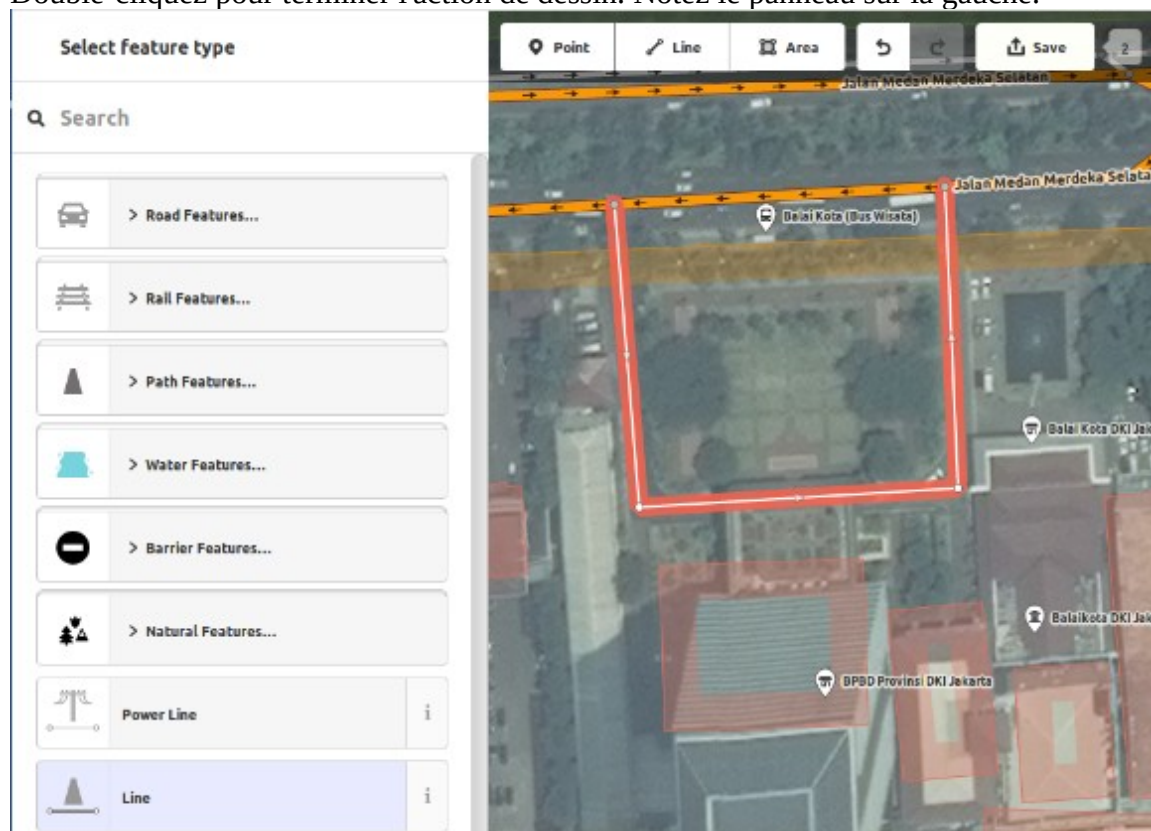 Double-cliquez pour terminer l'action de dessin. Notez le panneau sur la gauche.
Select feature type
Point
Line
Area
Save
2
Search
Jalan Medan Merdeka Selatan
Jalan Medan Merdeka Selata
> Road Features...
Balai Kota (Bus Wisata)
> Rail Features...
> Path Features...
Balai Kota DKI Jak
> Water Features...
> Barrier Features...
> Natural Features...
Balaikota DKI Jak
BPBD Provinsi DKI Jakarta
Power Line
i
Line
i